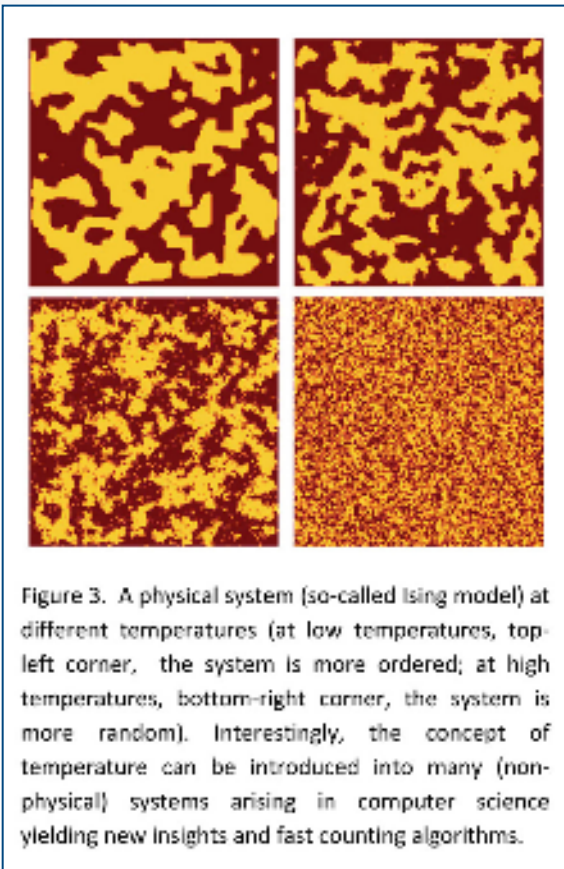 Figure 3. A physical system (so-called Ising model) at
different temperatures (at low temperatures, top-
left corner, the system is more ordered; at high
temperatures, bottom-right corner, the system is
more random). Interestingly, the concept of
temperature can be introduced into many (non-
physical) systems arising in computer science
yielding new insights and fast counting algorithms.